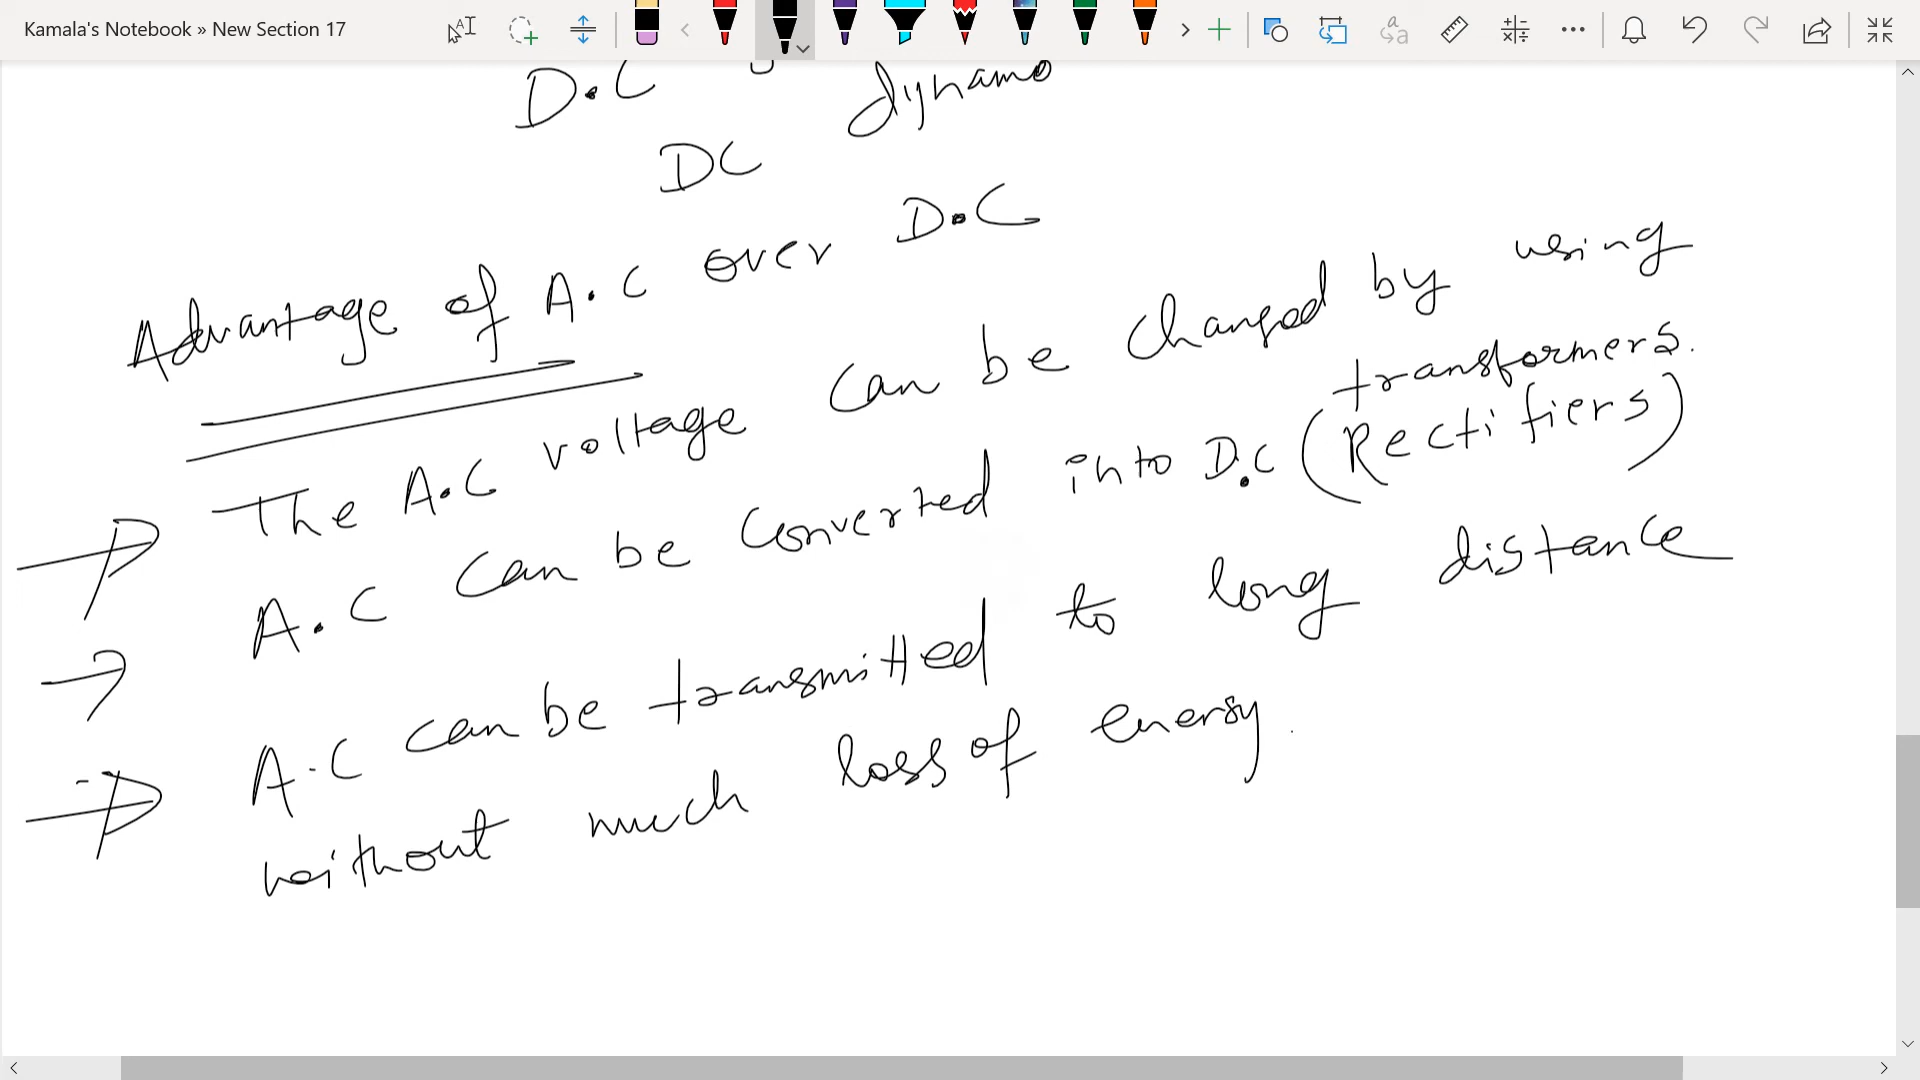 Kamala's Notebook » New Section 17
D.C dynamo
DC
Advantage of A.C over D.C
The A.C voltage can be changed by using
transformers.
A.C can be converted into D.C (Rectifiers)
A.C can be transmitted to long distance
without much loss of energy.